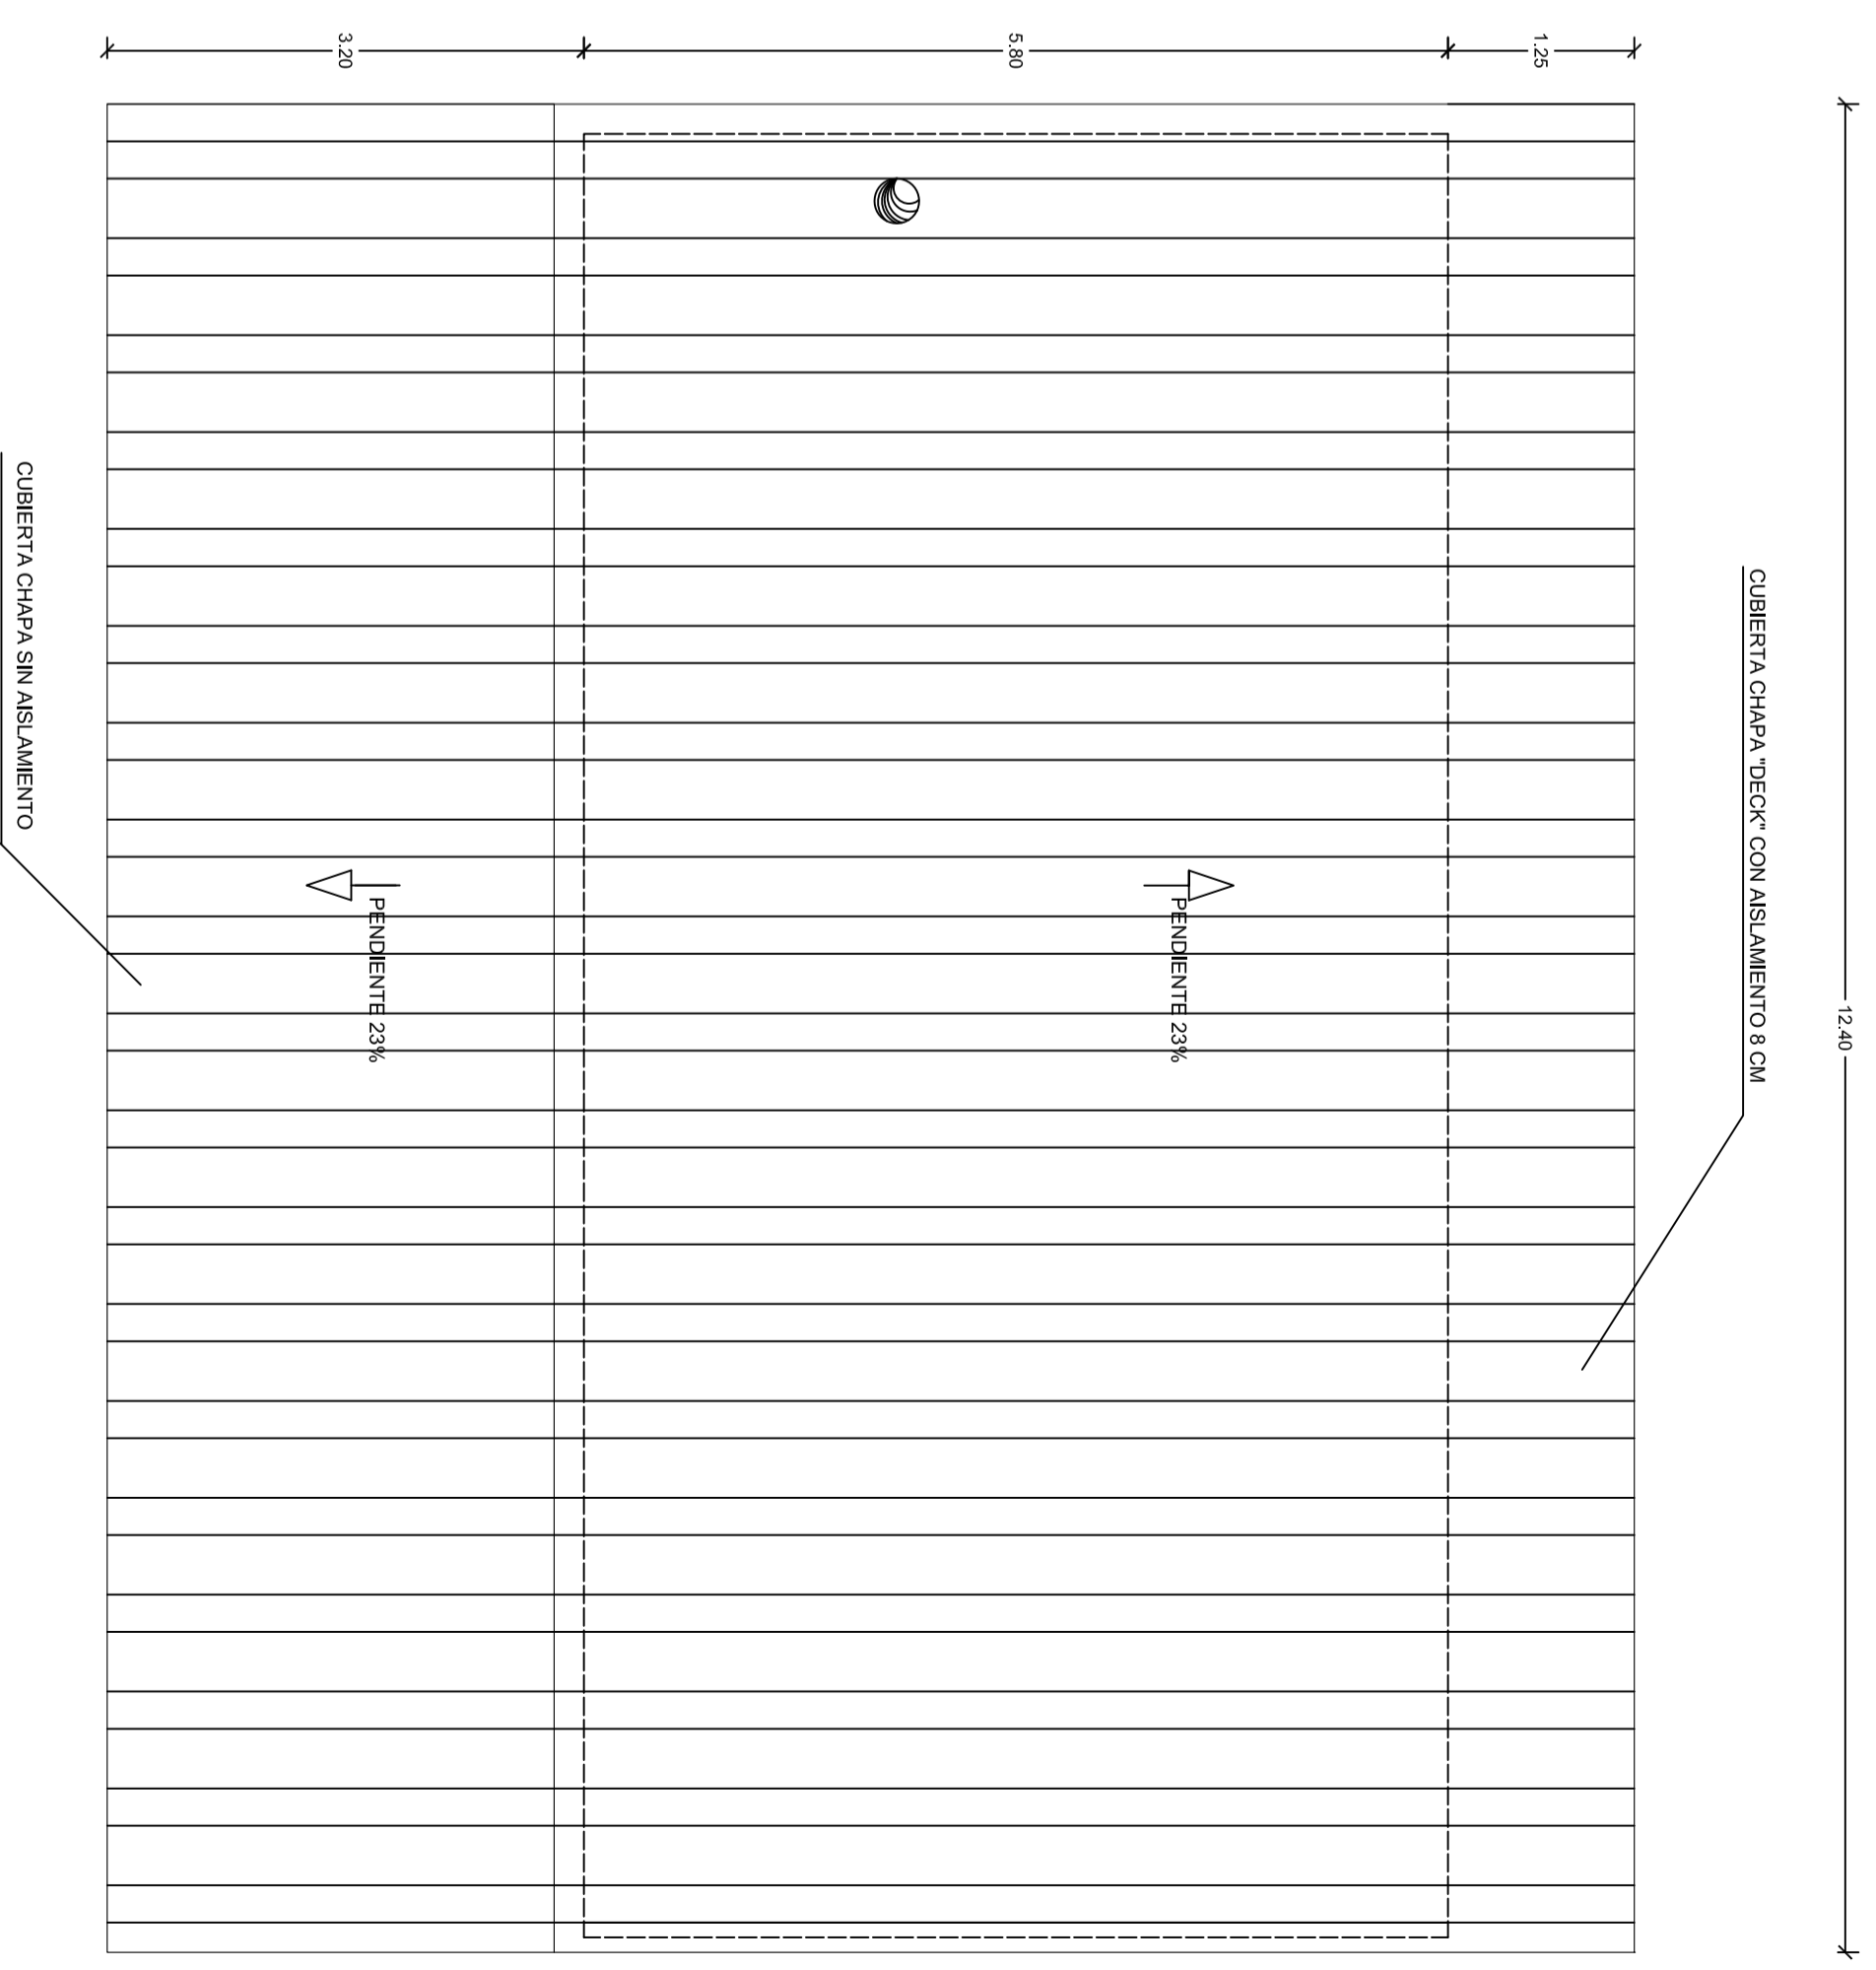 12.40
CUBIERTA CHAPA "DECK" CON AISLAMIENTO 8 CM
1.25
5.80
3.20
PENDIENTE 23%
PENDIENTE 23%
CUBIERTA CHAPA SIN AISLAMIENTO